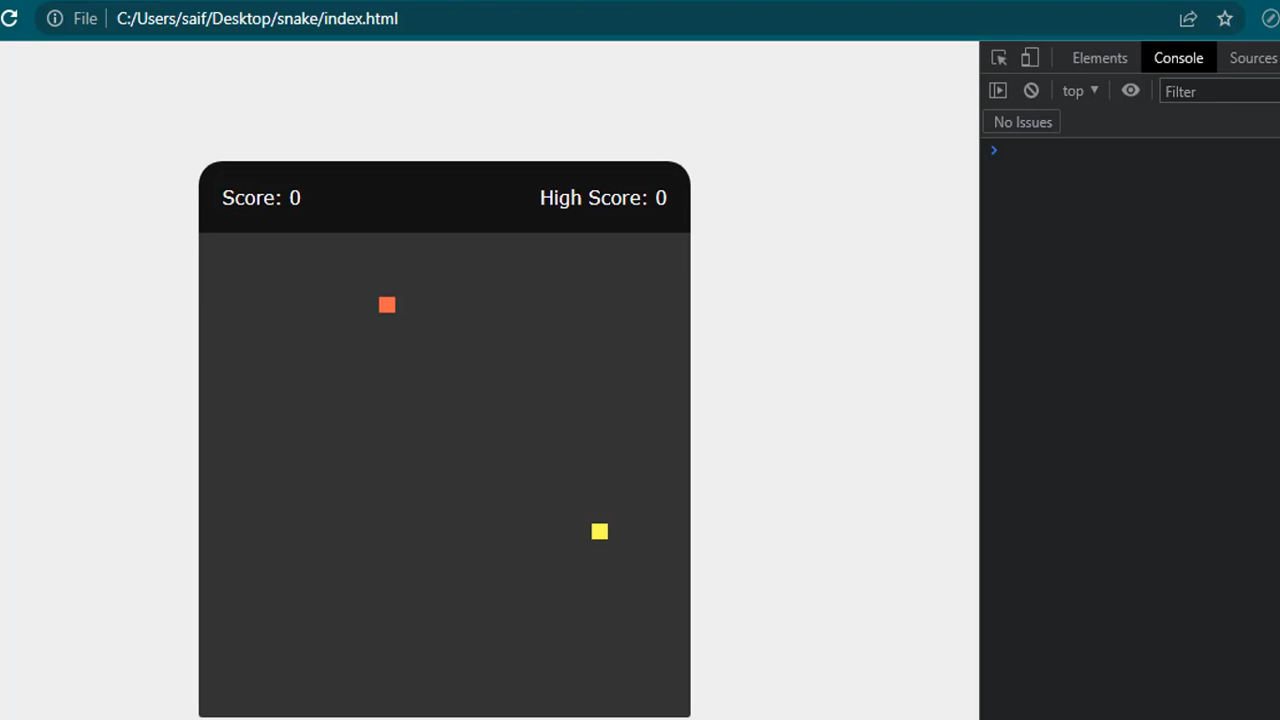 File C:/Users/saif/Desktop/snake/index.html
Elements Console Sources
top Filter
No Issues
Score: 0 High Score: 0